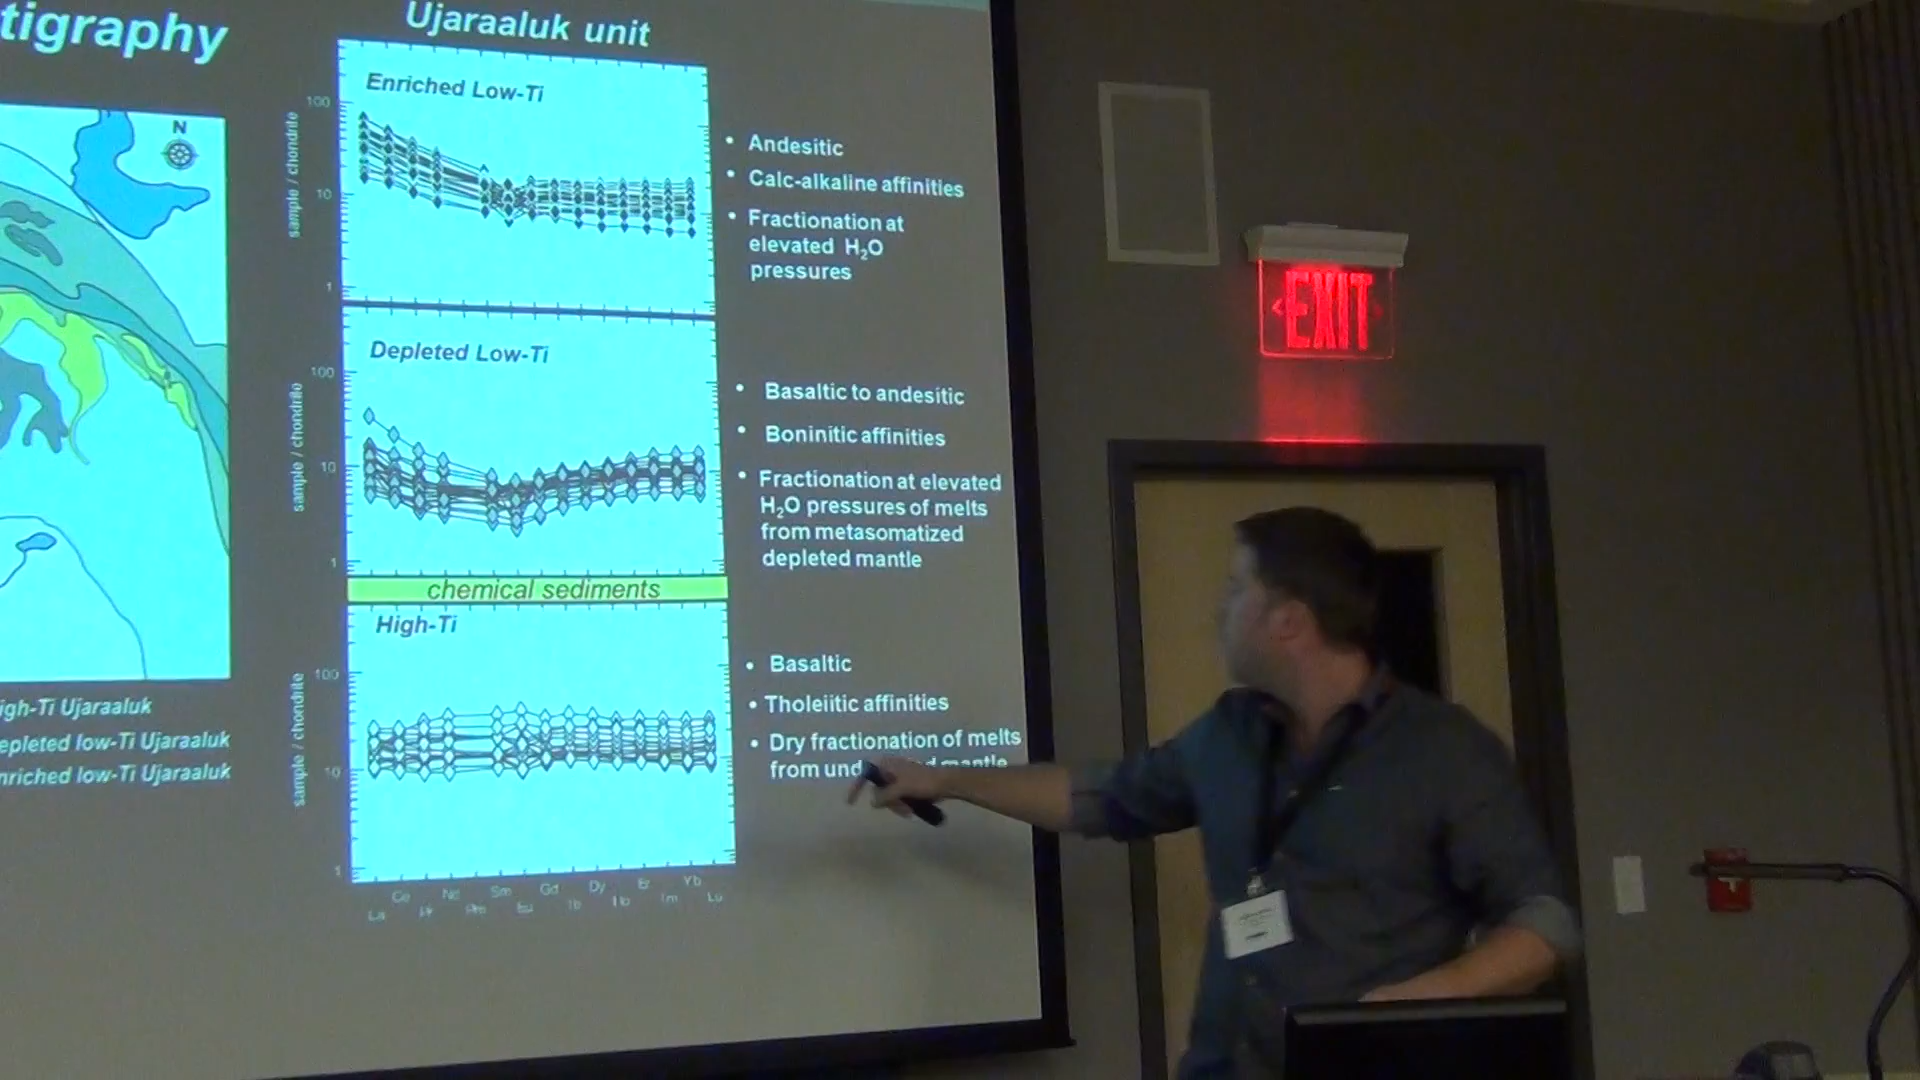 tigraphy
Ujaraaluk unit
N
igh-Ti Ujaraaluk
epleted low-Ti Ujaraaluk
nriched low-Ti Ujaraaluk
Enriched Low-Ti
100
10
1
sample / chondrite
• Andesitic
• Calc-alkaline affinities
• Fractionation at
elevated H₂O
pressures
Depleted Low-Ti
100
10
1
sample / chondrite
• Basaltic to andesitic
• Boninitic affinities
• Fractionation at elevated
H₂O pressures of melts
from metasomatized
depleted mantle
chemical sediments
High-Ti
100
10
1
sample / chondrite
• Basaltic
• Tholeiitic affinities
• Dry fractionation of melts
from und d mantle
Ce Nd Sm Gd Dy Er Yb
La Pr Pm Eu Tb Ho Tm Lu
EXIT